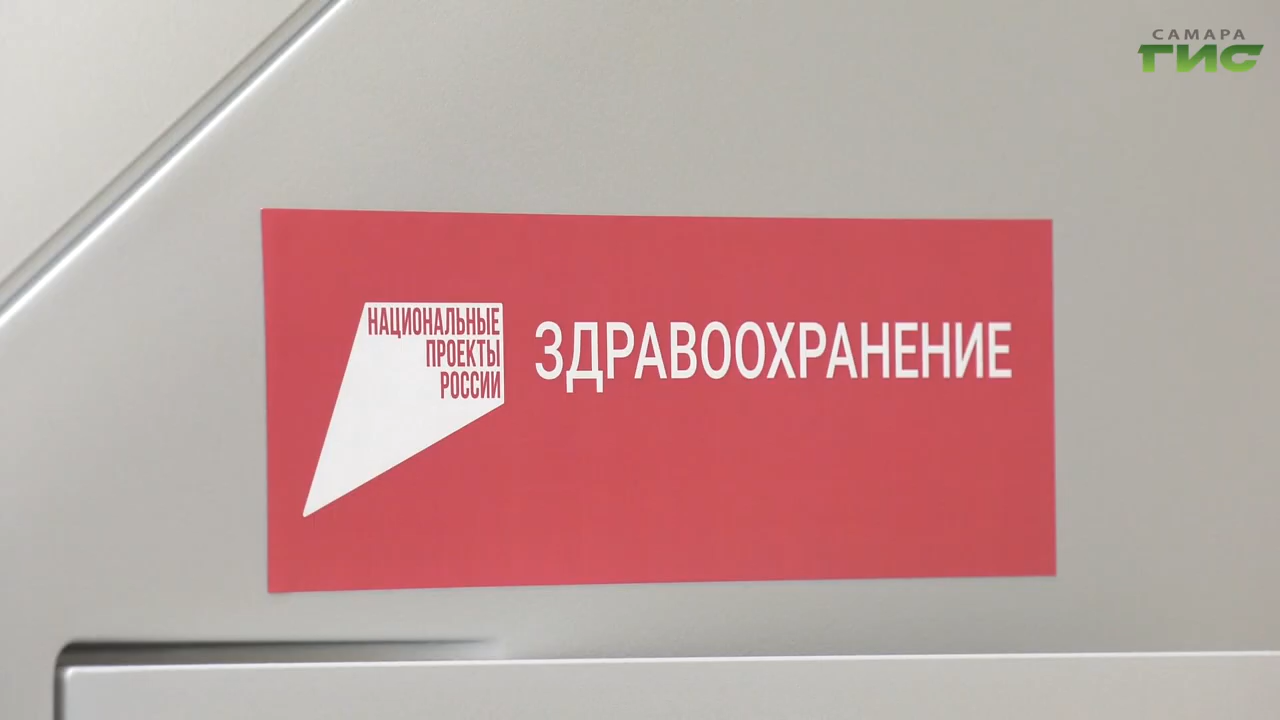 САМАРА
ГИС
НАЦИОНАЛЬНЫЕ
ПРОЕКТЫ
РОССИИ
ЗДРАВООХРАНЕНИЕ